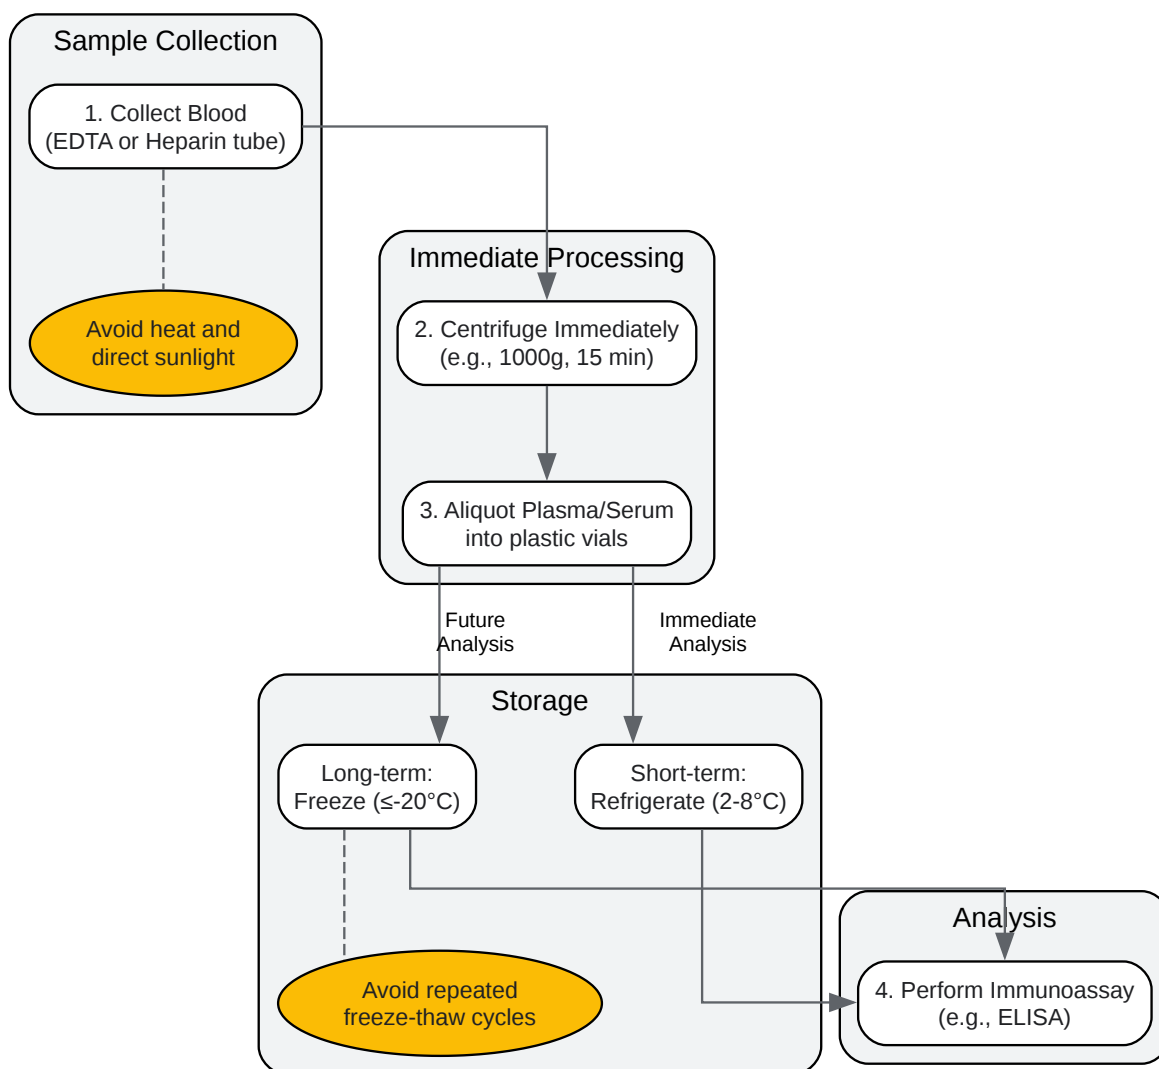 Sample Collection
1. Collect Blood
(EDTA or Heparin tube)
Avoid heat and
direct sunlight
Immediate Processing
2. Centrifuge Immediately
(e.g., 1000g, 15 min)
3. Aliquot Plasma/Serum
into plastic vials
Future
Analysis
Immediate
Analysis
Storage
Long-term:
Freeze (≤-20°C)
Short-term:
Refrigerate (2-8°C)
Avoid repeated
freeze-thaw cycles
Analysis
4. Perform Immunoassay
(e.g., ELISA)